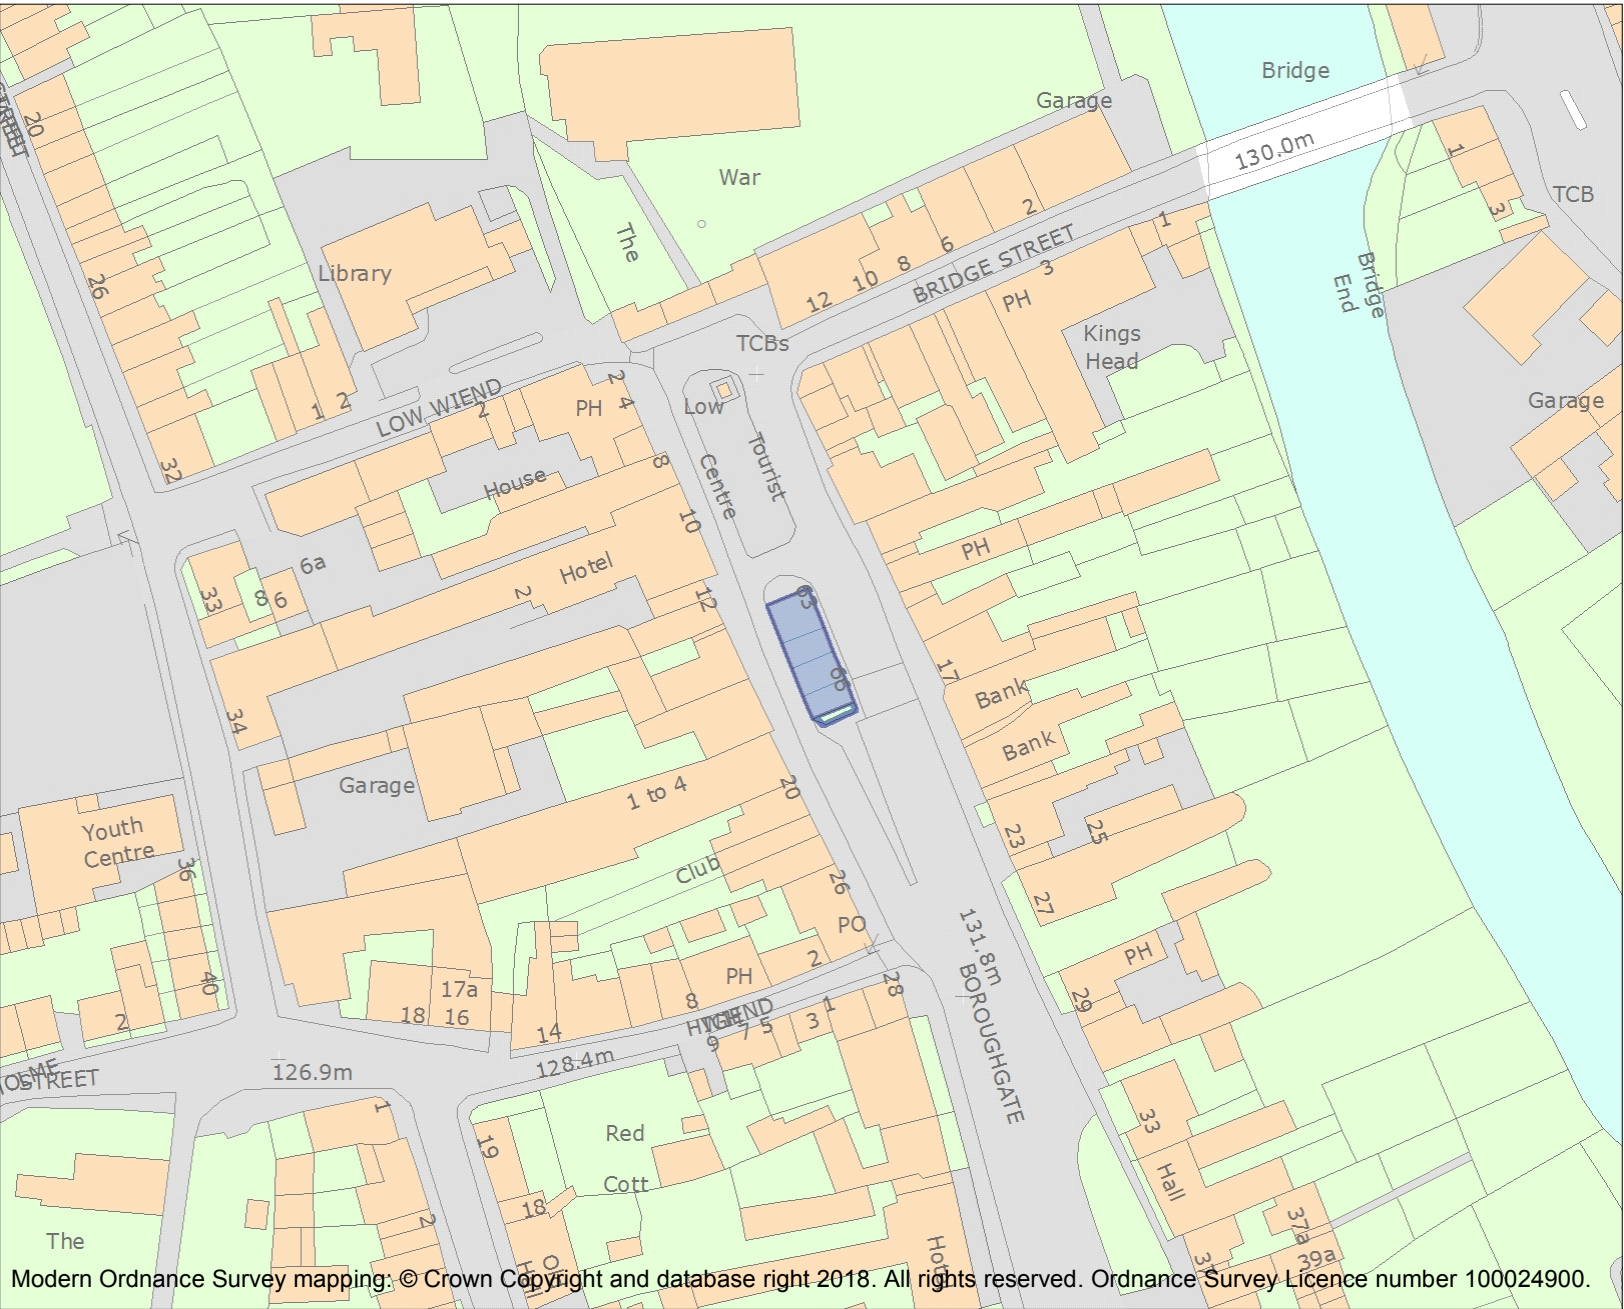 Bridge
Garage
20
130.0m
1
War
TCB
2
3
The
6
1
BRIDGE STREET
Library
8
3
26
10
12
PH
Bridge
End
Kings
Head
TCBs
2
4
LOW WIEND
1
2
2
PH
Low
Garage
32
8
House
Tourist
Centre
10
PH
6a
Hotel
33
8
6
2
12
63
66
17
Bank
34
Bank
Garage
1 to 4
20
Youth
Centre
23
25
36
Club
26
27
PO
131.8m
PH
2
PH
40
17a
28
29
8
18
16
1
2
14
3
5
7
9
128.4m
BOROUGHGATE
STREET
126.9m
1
33
19
Red
Cott
Hall
18
2
37a
The
39a
Modern Ordnance Survey mapping: © Crown Copyright and database right 2018. All rights reserved. Ordnance Survey Licence number 100024900.